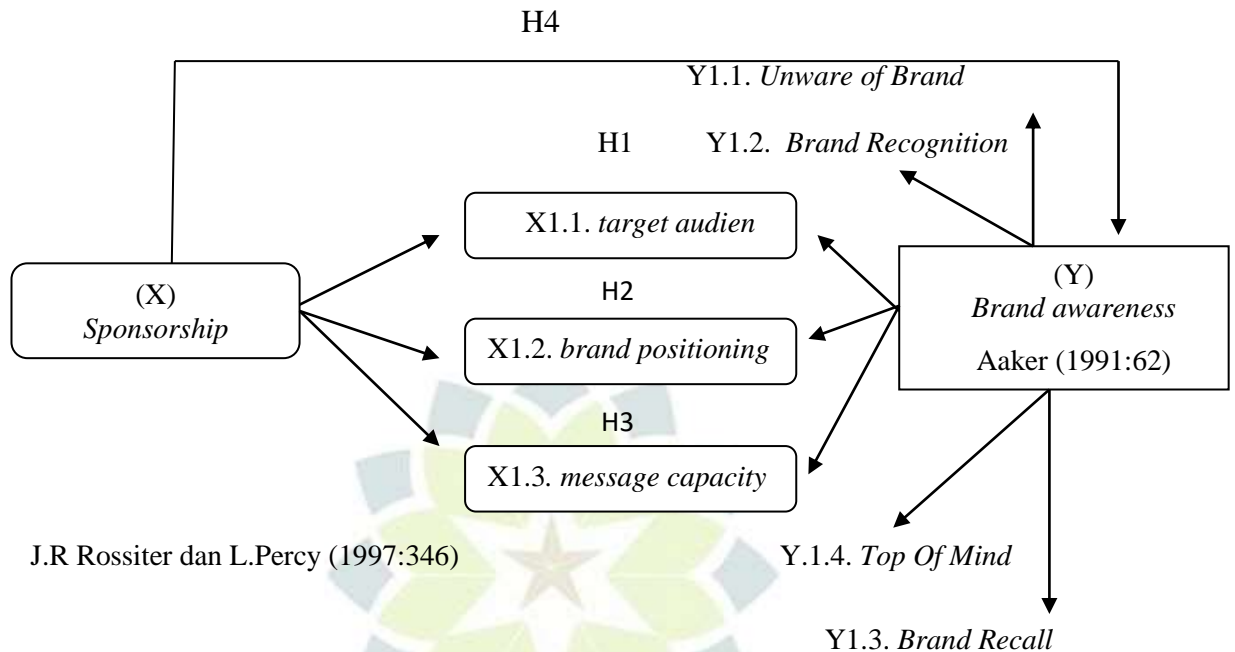 H4
Y1.1. Unware of Brand
H1
Y1.2. Brand Recognition
X1.1. target audien
(X)
Sponsorship
H2
(Y)
Brand awareness
Aaker (1991:62)
X1.2. brand positioning
H3
X1.3. message capacity
J.R Rossiter dan L.Percy (1997:346)
Y.1.4. Top Of Mind
Y1.3. Brand Recall